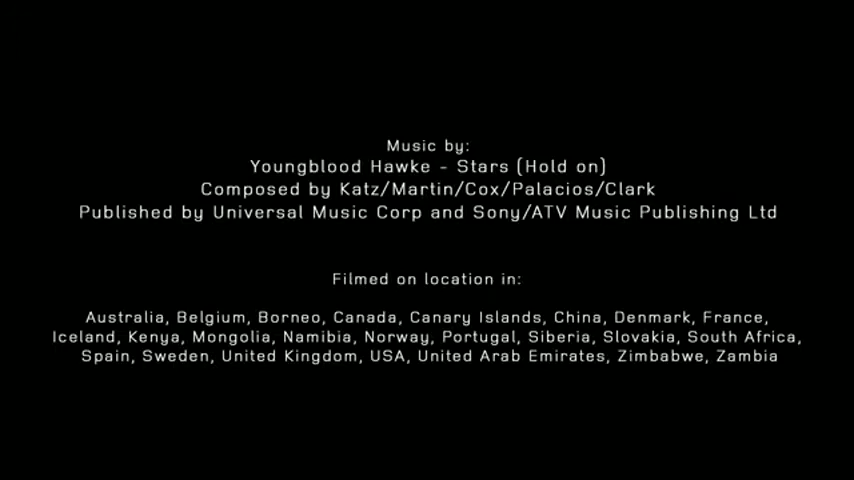 Music by:
Youngblood Hawke - Stars (Hold on)
Composed by Katz/Martin/Cox/Palacios/Clark
Published by Universal Music Corp and Sony/ATV Music Publishing Ltd
Filmed on location in:
Australia, Belgium, Borneo, Canada, Canary Islands, China, Denmark, France,
Iceland, Kenya, Mongolia, Namibia, Norway, Portugal, Siberia, Slovakia, South Africa,
Spain, Sweden, United Kingdom, USA, United Arab Emirates, Zimbabwe, Zambia